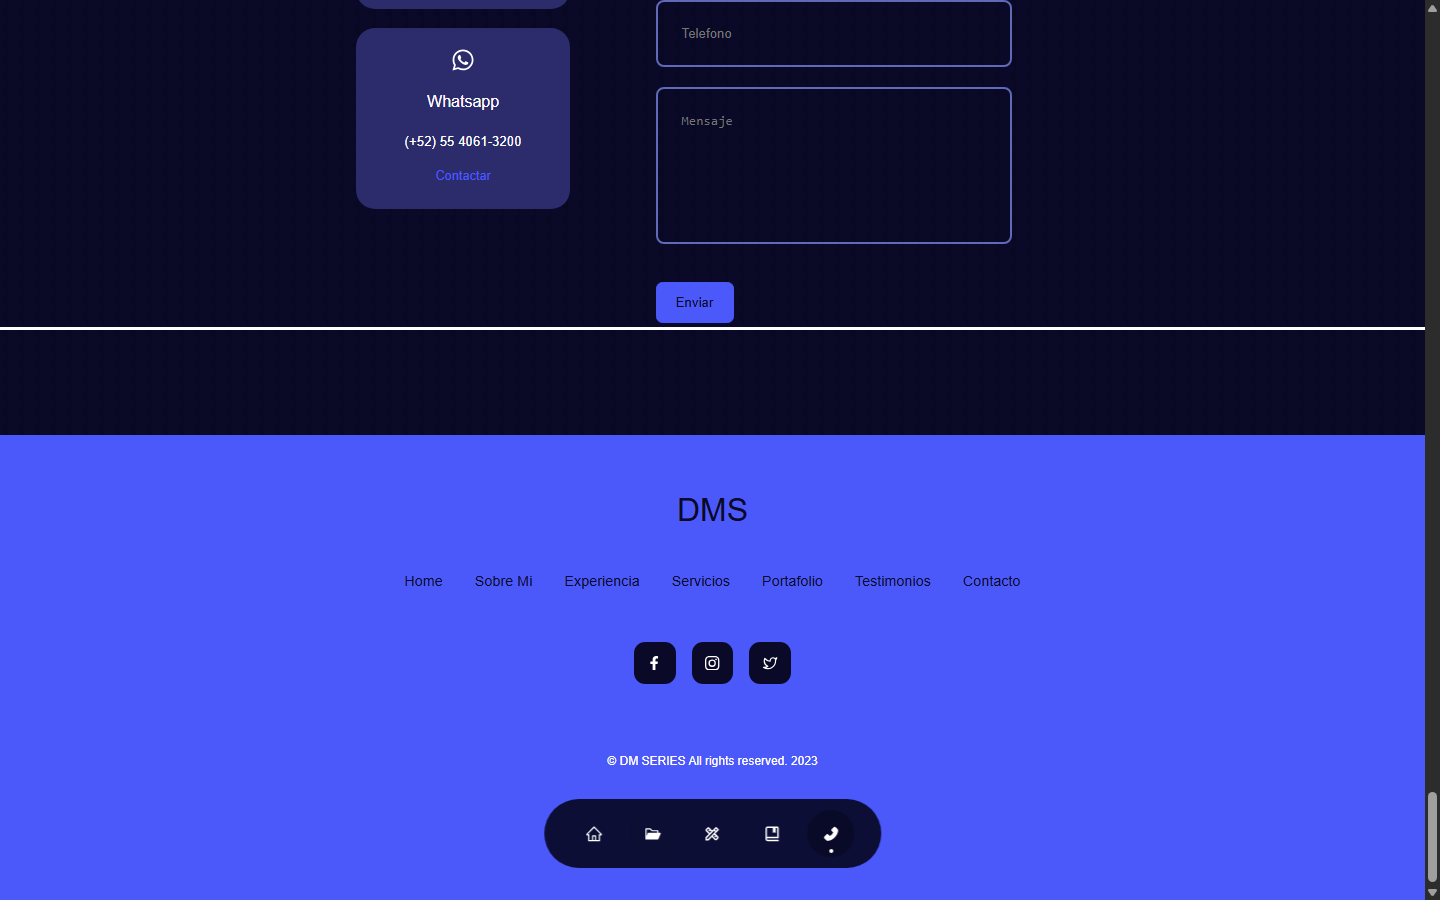 Whatsapp
(+52) 55 4061-3200
Contactar
Telefono
Mensaje
Enviar
DMS
Home Sobre Mi Experiencia Servicios Portafolio Testimonios Contacto
© DM SERIES All rights reserved. 2023